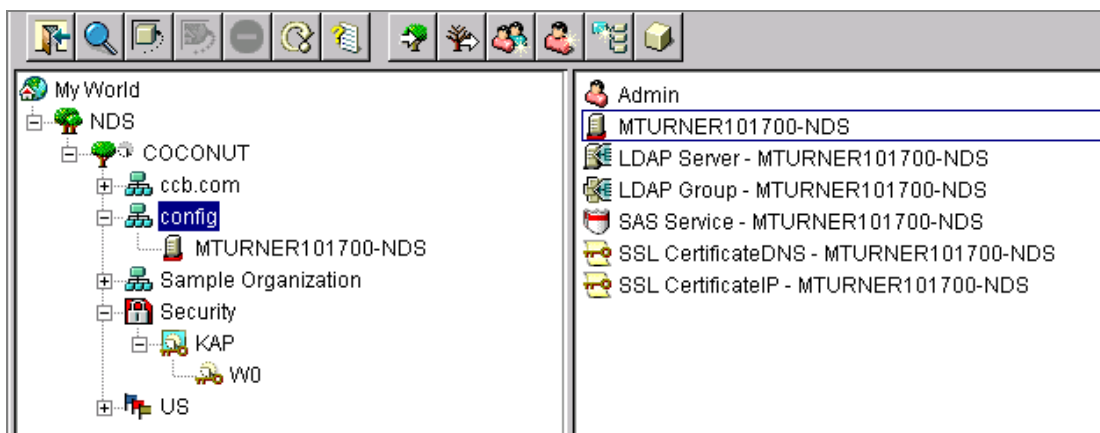 My World
NDS
COCONUT
ccb.com
config
MTURNER101700-NDS
Sample Organization
Security
KAP
W0
US
Admin
MTURNER101700-NDS
LDAP Server - MTURNER101700-NDS
LDAP Group - MTURNER101700-NDS
SAS Service - MTURNER101700-NDS
SSL CertificateDNS - MTURNER101700-NDS
SSL CertificateIP - MTURNER101700-NDS